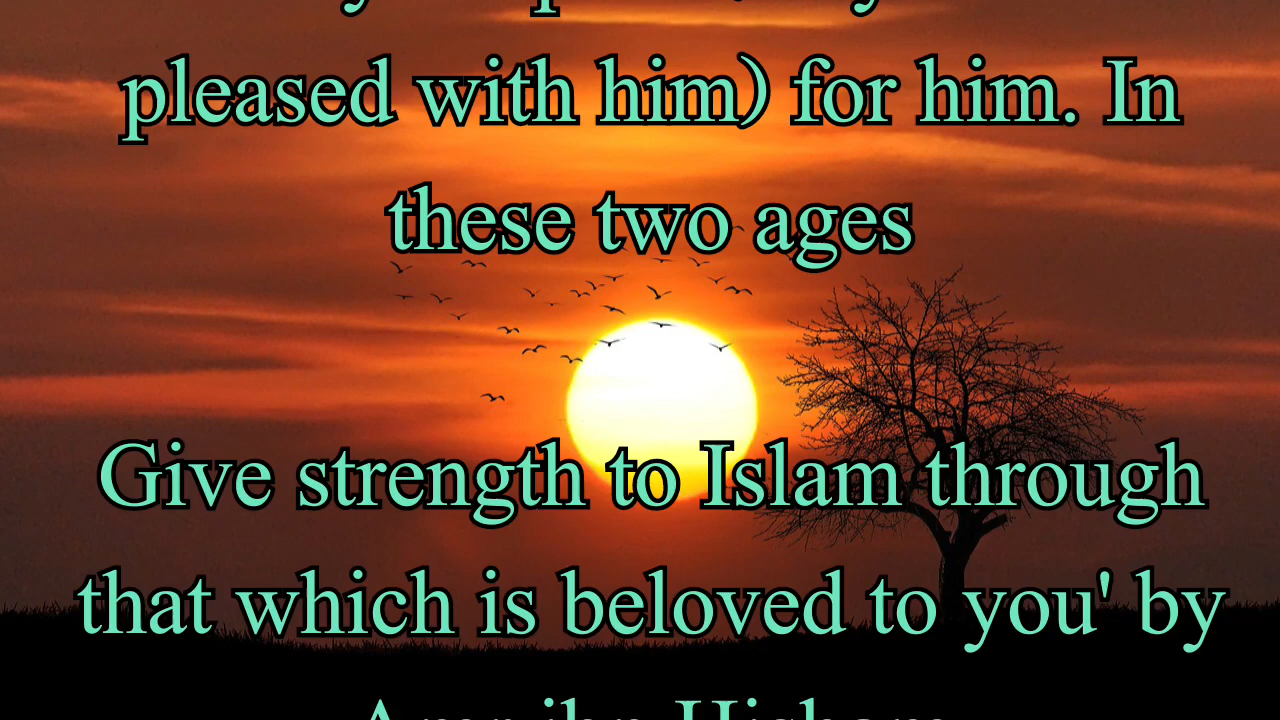 pleased with him) for him. In
these two ages
Give strength to Islam through
that which is beloved to you' by